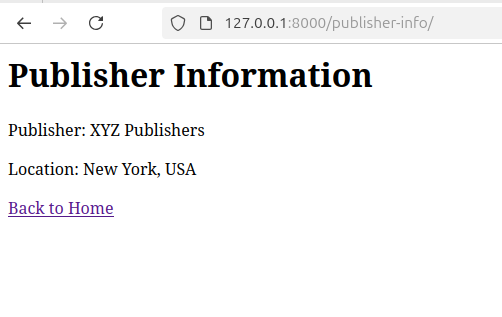 127.0.0.1:8000/publisher-info/
Publisher Information
Publisher: XYZ Publishers
Location: New York, USA
Back to Home